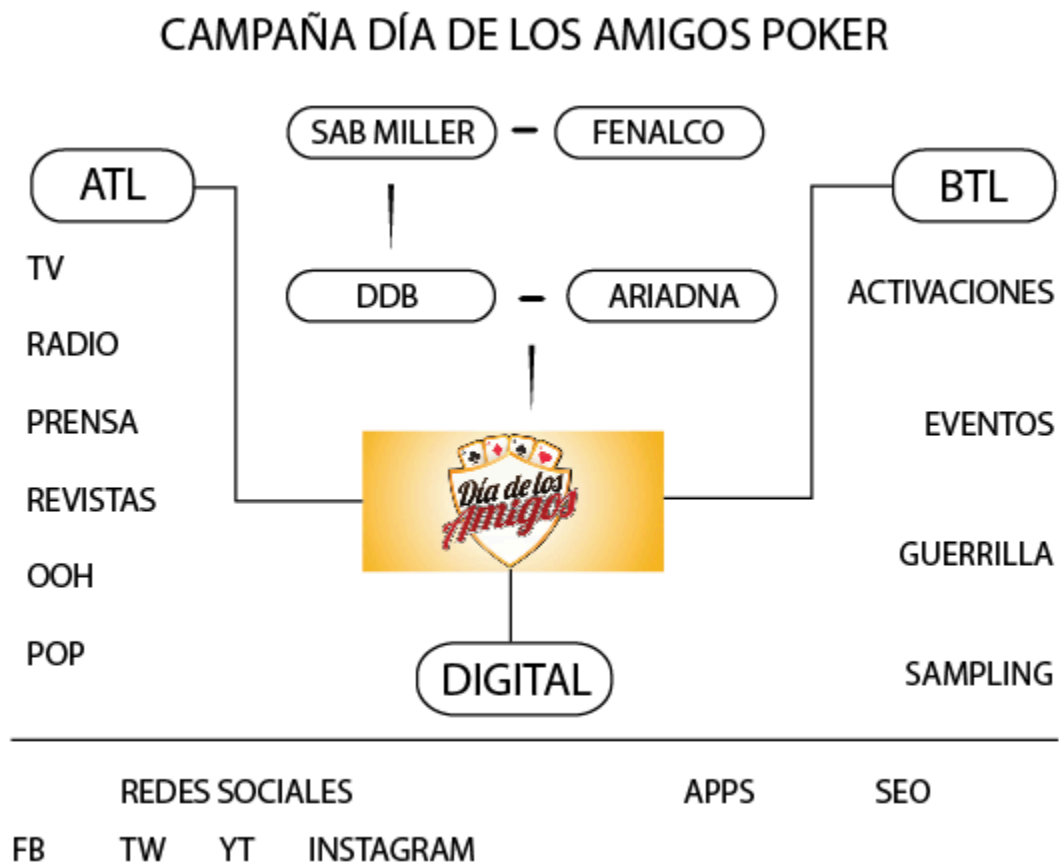 CAMPAÑA DÍA DE LOS AMIGOS POKER
SAB MILLER - FENALCO
ATL
BTL
DDB - ARIADNA
TV
RADIO
PRENSA
REVISTAS
OOH
POP
ACTIVACIONES
EVENTOS
GUERRILLA
SAMPLING
Día de los
Amigos
DIGITAL
REDES SOCIALES APPS SEO
FB TW YT INSTAGRAM